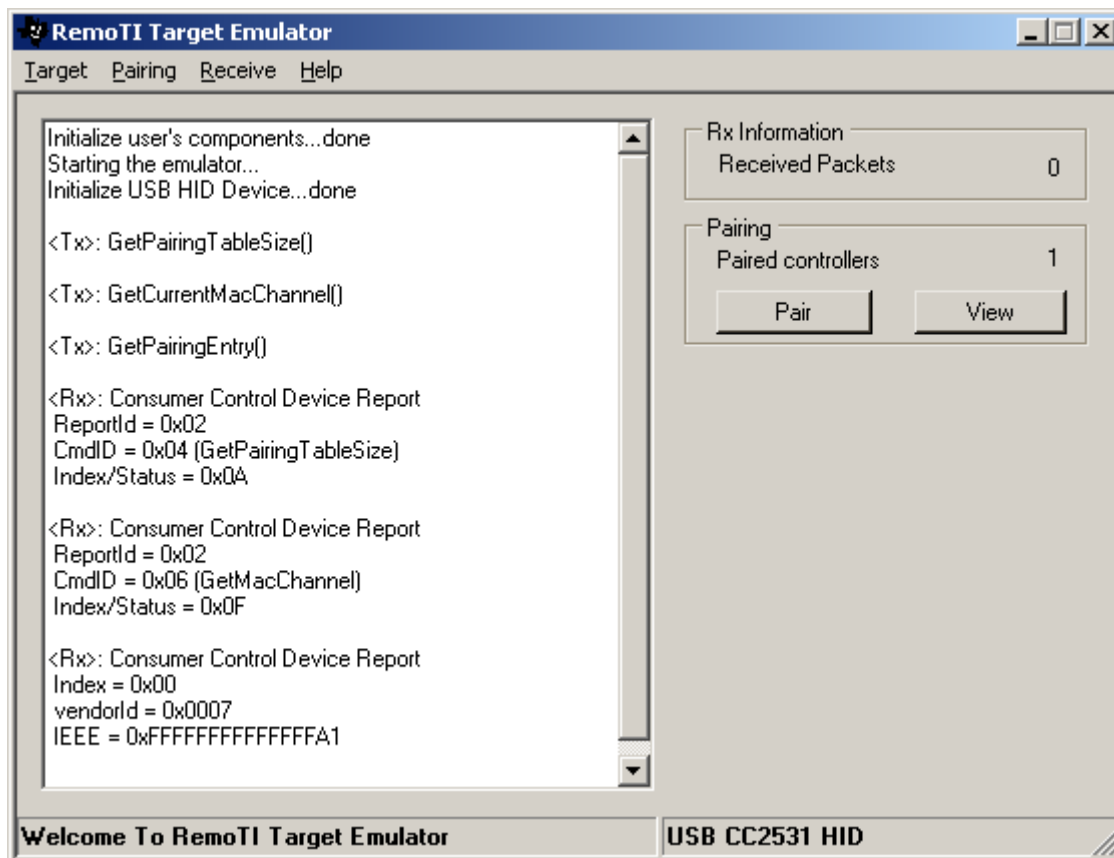 RemoTI Target Emulator
Target Pairing Receive Help
Initialize user's components...done
Starting the emulator...
Initialize USB HID Device...done
<Tx>: GetPairingTableSize()
<Tx>: GetCurrentMacChannel()
<Tx>: GetPairingEntry()
<Rx>: Consumer Control Device Report
ReportId = 0x02
CmdID = 0x04 (GetPairingTableSize)
Index/Status = 0x0A
<Rx>: Consumer Control Device Report
ReportId = 0x02
CmdID = 0x06 (GetMacChannel)
Index/Status = 0x0F
<Rx>: Consumer Control Device Report
Index = 0x00
vendorId = 0x0007
IEEE = 0xFFFFFFFFFFFFFFA1
Rx Information
Received Packets 0
Pairing
Paired controllers 1
Pair View
Welcome To RemoTI Target Emulator
USB CC2531 HID